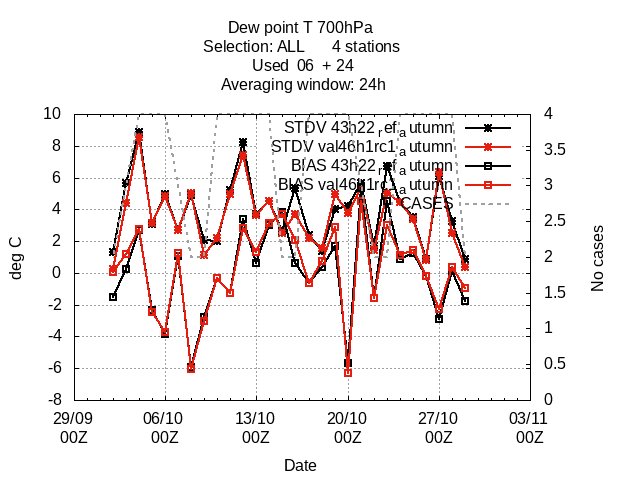 Dew point T 700hPa
Selection: ALL 4 stations
Used 06 + 24
Averaging window: 24h
STDV 43h22_ref_autumn
STDV val46h1rc1_autumn
BIAS 43h22_ref_autumn
BIAS val46h1rc1_autumn
CASES
10
8
6
4
2
0
-2
-4
-6
-8
deg C
4
3.5
3
2.5
2
1.5
1
0.5
0
No cases
29/09 06/10 13/10 20/10 27/10 03/11
00Z 00Z 00Z 00Z 00Z 00Z
Date